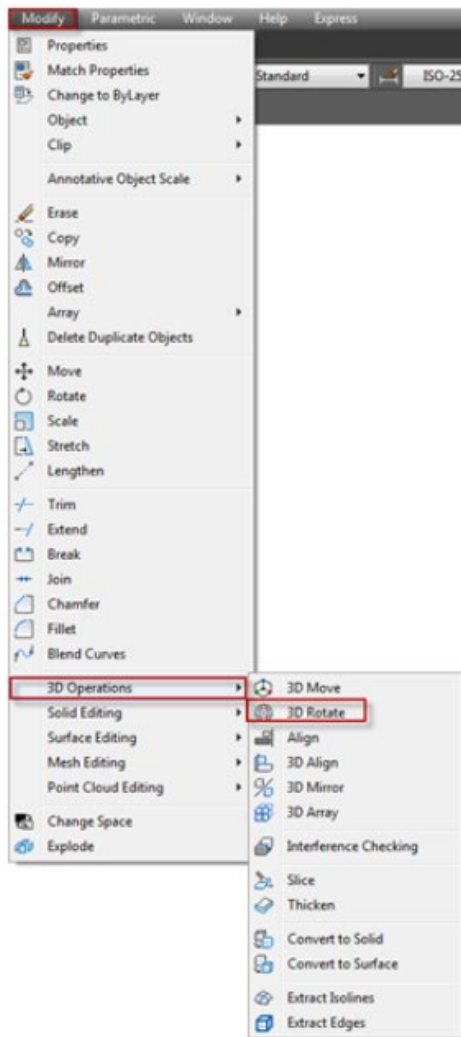 Modify Parametric Window Help Express
Properties
Match Properties
Standard
ISO-25
Change to ByLayer
Object
Clip
Annotative Object Scale
Erase
Copy
Mirror
Offset
Array
Delete Duplicate Objects
Move
Rotate
Scale
Stretch
Lengthen
Trim
Extend
Break
Join
Chamfer
Fillet
Blend Curves
3D Operations
Solid Editing
Surface Editing
Mesh Editing
Point Cloud Editing
Change Space
Explode
3D Move
3D Rotate
Align
3D Align
3D Mirror
3D Array
Interference Checking
Slice
Thicken
Convert to Solid
Convert to Surface
Extract Isolines
Extract Edges